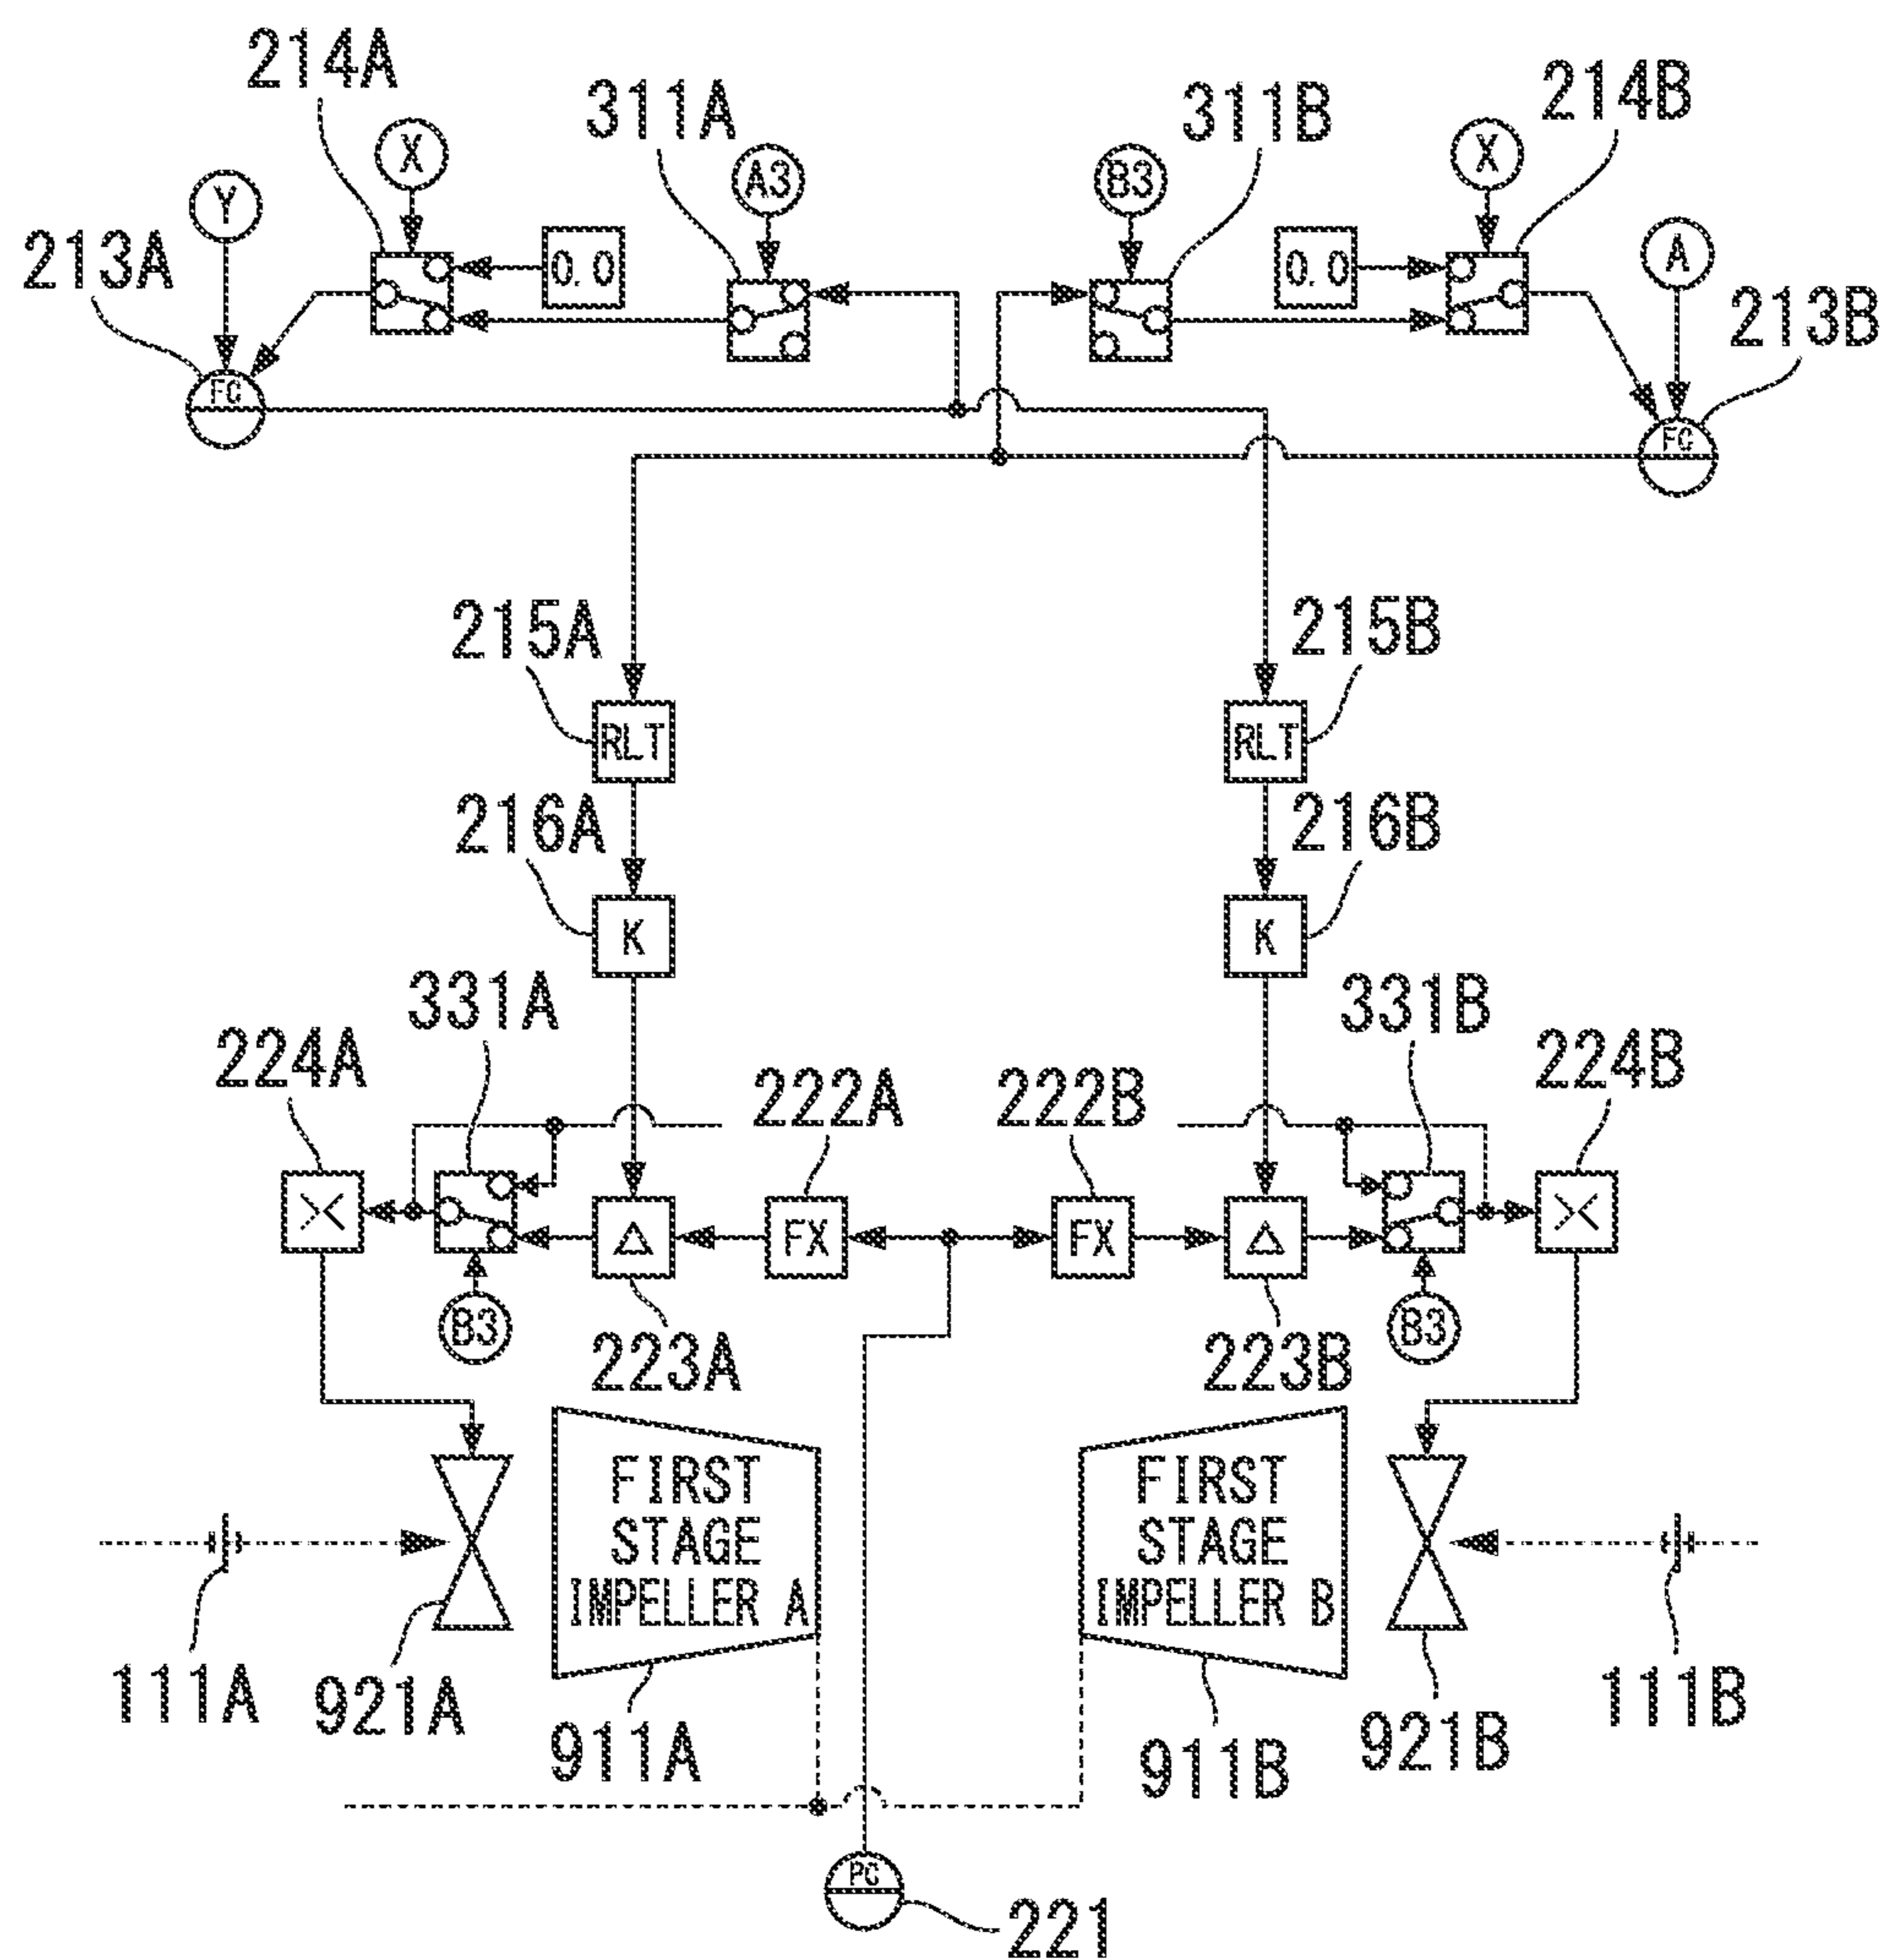 214A
311A
311B
214B
X
A3
B3
X
Y
A
213A
0.0
0.0
213B
FC
FC
215A
215B
RLT
RLT
216A
216B
K
K
331A
331B
224A
224B
222A
222B
FX
FX
B3
B3
223A
223B
FIRST
STAGE
IMPELLER A
FIRST
STAGE
IMPELLER B
111A
921A
911A
911B
921B
111B
PC
221